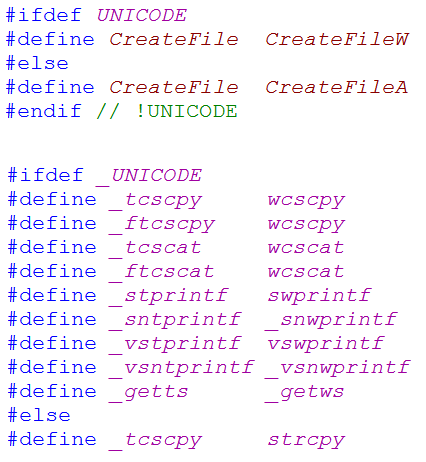 #ifdef UNICODE
#define CreateFile CreateFileW
#else
#define CreateFile CreateFileA
#endif // !UNICODE
#ifdef _UNICODE
#define _tcscpy wcscpy
#define _ftcscpy wcscpy
#define _tcscat wcscat
#define _ftcscat wcscat
#define _stprintf swprintf
#define _sntprintf _snwprintf
#define _vstprintf vswprintf
#define _vsntprintf _vsnwprintf
#define _getts _getws
#else
#define _tcscpy strcpy